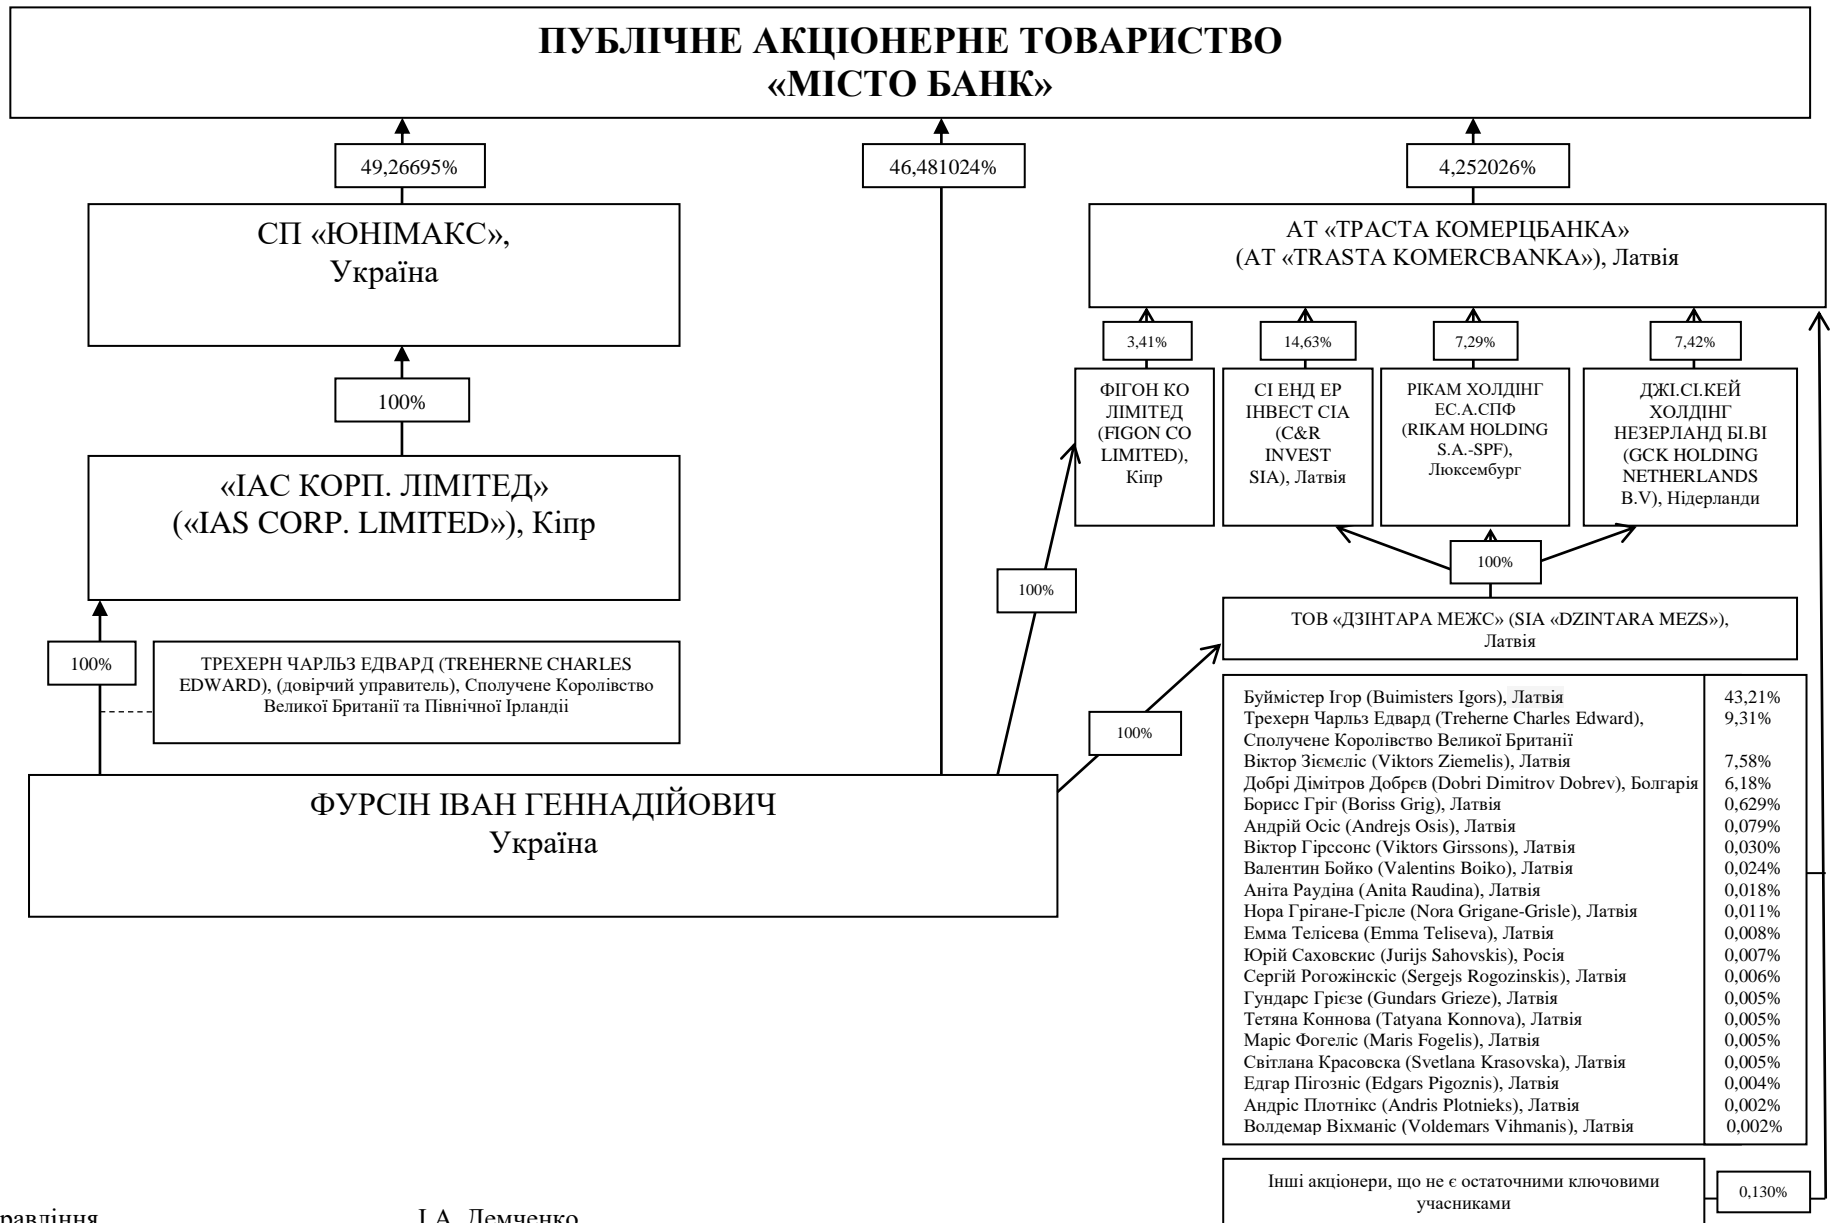 ПУБЛІЧНЕ АКЦІОНЕРНЕ ТОВАРИСТВО
«МІСТО БАНК»
49,26695%
46,481024%
4,252026%
СП «ЮНІМАКС»,
Україна
АТ «ТРАСТА КОМЕРЦБАНКА»
(АТ «TRASTA KOMERCBANKA»), Латвія
3,41%
14,63%
7,29%
7,42%
100%
ФІГОН КО
ЛІМІТЕД
(FIGON CO
LIMITED),
Кіпр
СІ ЕНД ЕР
ІНВЕСТ СІА
(C&R
INVEST
SIA), Латвія
РІКАМ ХОЛДІНГ
ЕС.А.СПФ
(RIKAM HOLDING
S.A.-SPF),
Люксембург
ДЖІ.СІ.КЕЙ
ХОЛДІНГ
НЕЗЕРЛАНД БІ.ВІ
(GCK HOLDING
NETHERLANDS
B.V), Нідерланди
«ІАС КОРП. ЛІМІТЕД»
(«IAS CORP. LIMITED»), Кіпр
100%
100%
ТОВ «ДЗІНТАРА МЕЖС» (SIA «DZINTARA MEZS»),
Латвія
100%
ТРЕХЕРН ЧАРЛЬЗ ЕДВАРД (TREHERNE CHARLES
EDWARD), (довірчий управитель), Сполучене Королівство
Великої Британії та Північної Ірландії
100%
ФУРСІН ІВАН ГЕННАДІЙОВИЧ
Україна
Буймістер Ігор (Buimisters Igors), Латвія 43,21%
Трехерн Чарльз Едвард (Treherne Charles Edward), 9,31%
Сполучене Королівство Великої Британії
Віктор Зіємєліс (Viktors Ziemelis), Латвія 7,58%
Добрі Дімітров Добрєв (Dobri Dimitrov Dobrev), Болгарія 6,18%
Борисс Гріг (Boriss Grig), Латвія 0,629%
Андрій Осіс (Andrejs Osis), Латвія 0,079%
Віктор Гірссонс (Viktors Girssons), Латвія 0,030%
Валентин Бойко (Valentins Boiko), Латвія 0,024%
Аніта Раудіна (Anita Raudina), Латвія 0,018%
Нора Грігане-Грісле (Nora Grigane-Grisle), Латвія 0,011%
Емма Телісева (Emma Teliseva), Латвія 0,008%
Юрій Саховскис (Jurijs Sahovskis), Росія 0,007%
Сергій Рогожінскіс (Sergejs Rogozinskis), Латвія 0,006%
Гундарс Грієзе (Gundars Grieze), Латвія 0,005%
Тетяна Коннова (Tatyana Konnova), Латвія 0,005%
Маріс Фогеліс (Maris Fogelis), Латвія 0,005%
Світлана Красовска (Svetlana Krasovska), Латвія 0,005%
Едгар Пігозніс (Edgars Pigoznis), Латвія 0,004%
Андріс Плотнікс (Andris Plotnieks), Латвія 0,002%
Волдемар Віхманіс (Voldemars Vihmanis), Латвія 0,002%
Інші акціонери, що не є остаточними ключовими
учасниками
0,130%
І.А. Демченко